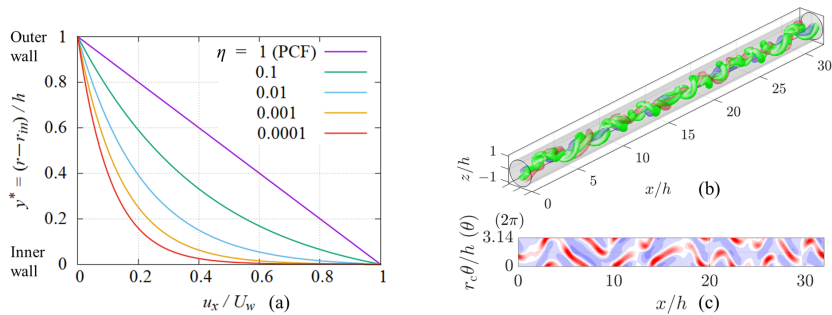 Outer wall
Inner wall
y* = (r−r_in) / h
1
0.8
0.6
0.4
0.2
0
η = 1 (PCF)
0.1
0.01
0.001
0.0001
0 0.2 0.4 0.6 0.8 1
u_x / U_w (a)
(b)
z/h
1
-1
0 5 10 15 20 25 30
x/h
r_cθ/h (θ)
(2π)
3.14
0
0 10 20 30
x/h (c)